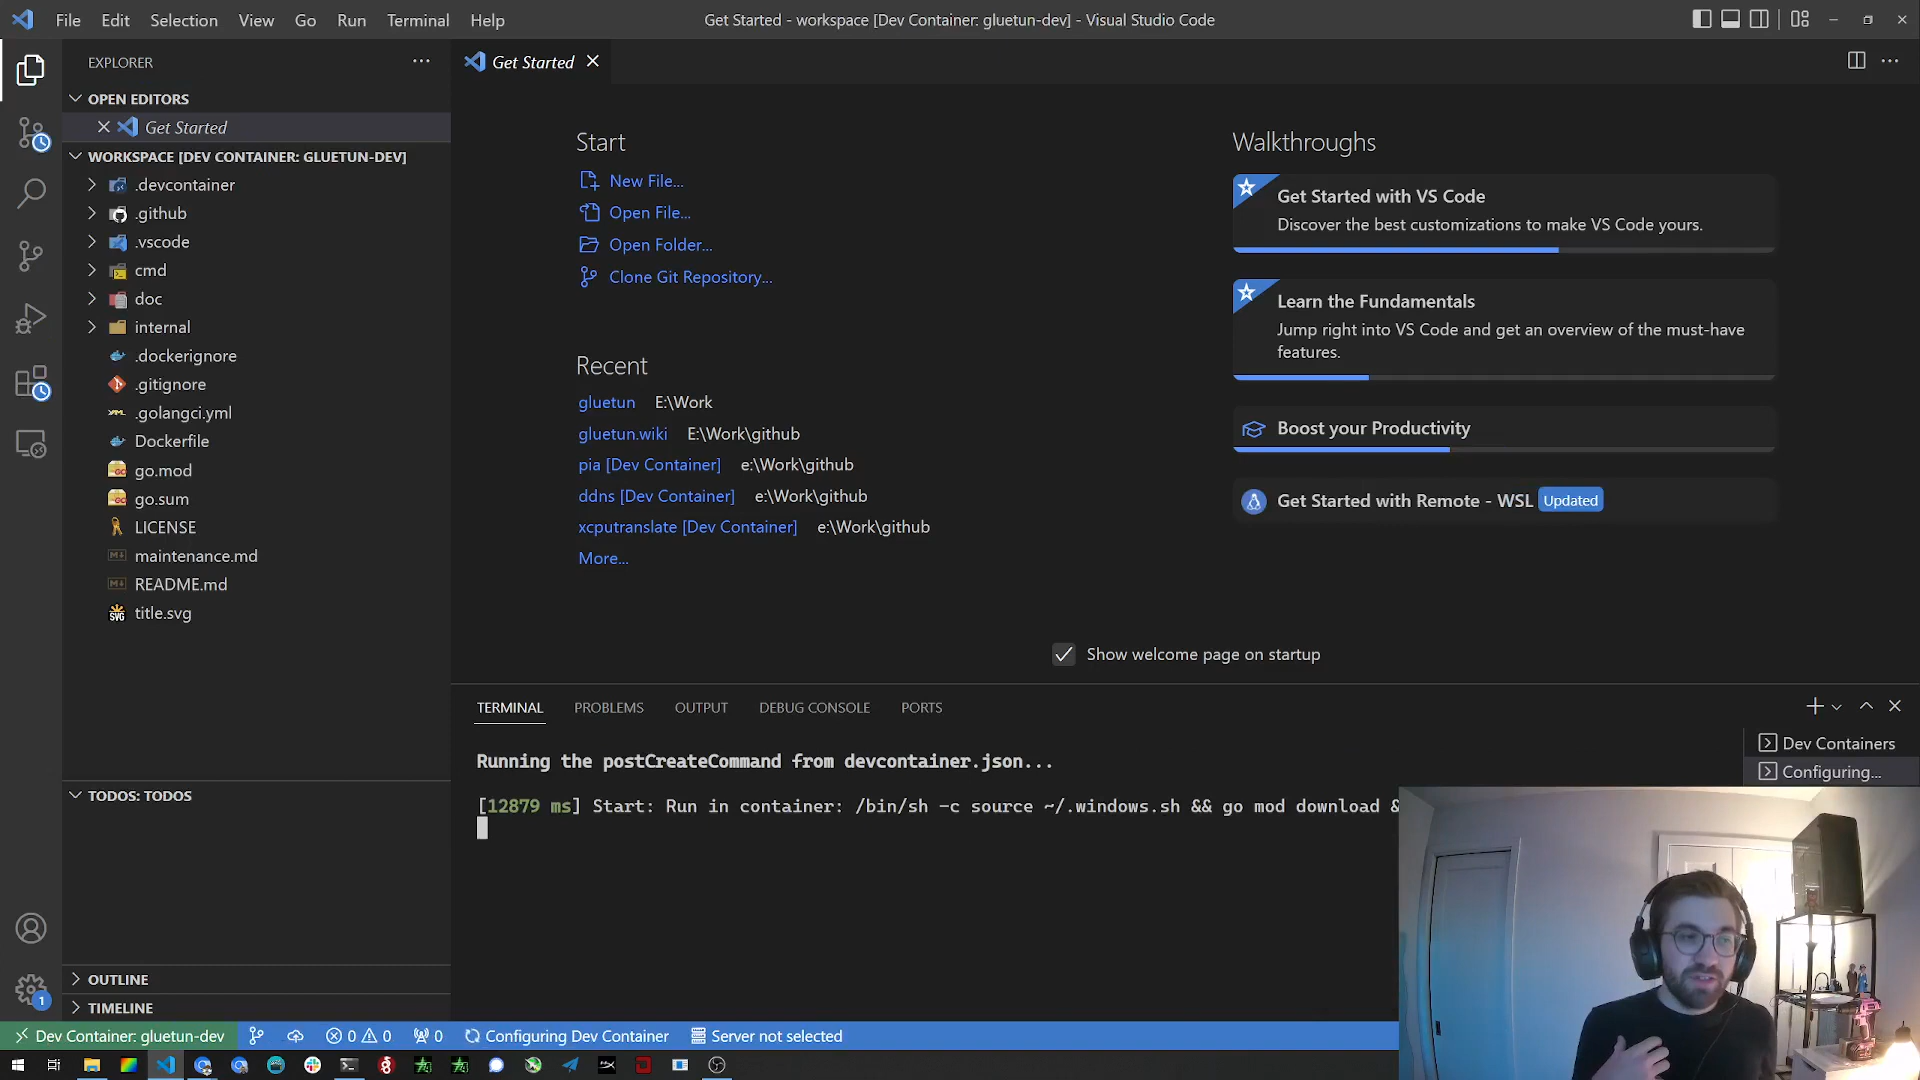 File Edit Selection View Go Run Terminal Help
Get Started - workspace [Dev Container: gluetun-dev] - Visual Studio Code
EXPLORER
OPEN EDITORS
Get Started
WORKSPACE [DEV CONTAINER: GLUETUN-DEV]
.devcontainer
.github
.vscode
cmd
doc
internal
.dockerignore
.gitignore
.golangci.yml
Dockerfile
go.mod
go.sum
LICENSE
maintenance.md
README.md
title.svg
TODOS: TODOS
OUTLINE
TIMELINE
Get Started
Start
New File...
Open File...
Open Folder...
Clone Git Repository...
Recent
gluetun E:\Work
gluetun.wiki E:\Work\github
pia [Dev Container] e:\Work\github
ddns [Dev Container] e:\Work\github
xcputranslate [Dev Container] e:\Work\github
More...
Walkthroughs
Get Started with VS Code
Discover the best customizations to make VS Code yours.
Learn the Fundamentals
Jump right into VS Code and get an overview of the must-have
features.
Boost your Productivity
Get Started with Remote - WSL Updated
Show welcome page on startup
TERMINAL PROBLEMS OUTPUT DEBUG CONSOLE PORTS
Running the postCreateCommand from devcontainer.json...
[12879 ms] Start: Run in container: /bin/sh -c source ~/.windows.sh && go mod download &
Dev Containers
Configuring...
1
Dev Container: gluetun-dev 0 0 0 Configuring Dev Container Server not selected